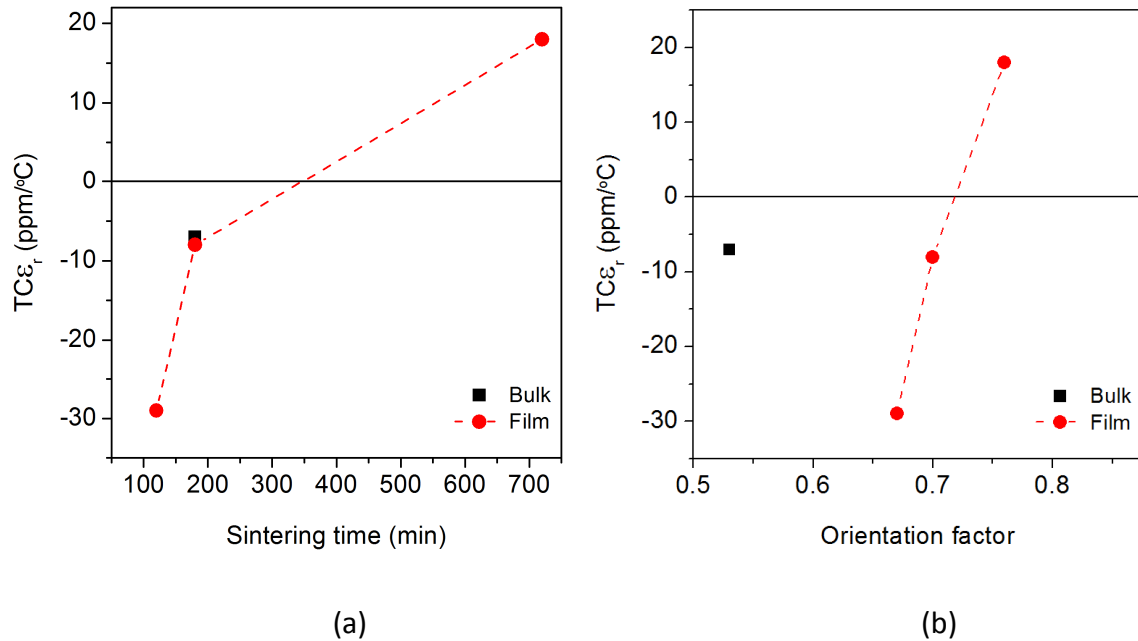 20
10
0
-10
-20
-30
TCεr (ppm/ºC)
100 200 300 400 500 600 700
Sintering time (min)
Bulk
Film
(a)
20
10
0
-10
-20
-30
TCεr (ppm/ºC)
0.5 0.6 0.7 0.8
Orientation factor
Bulk
Film
(b)